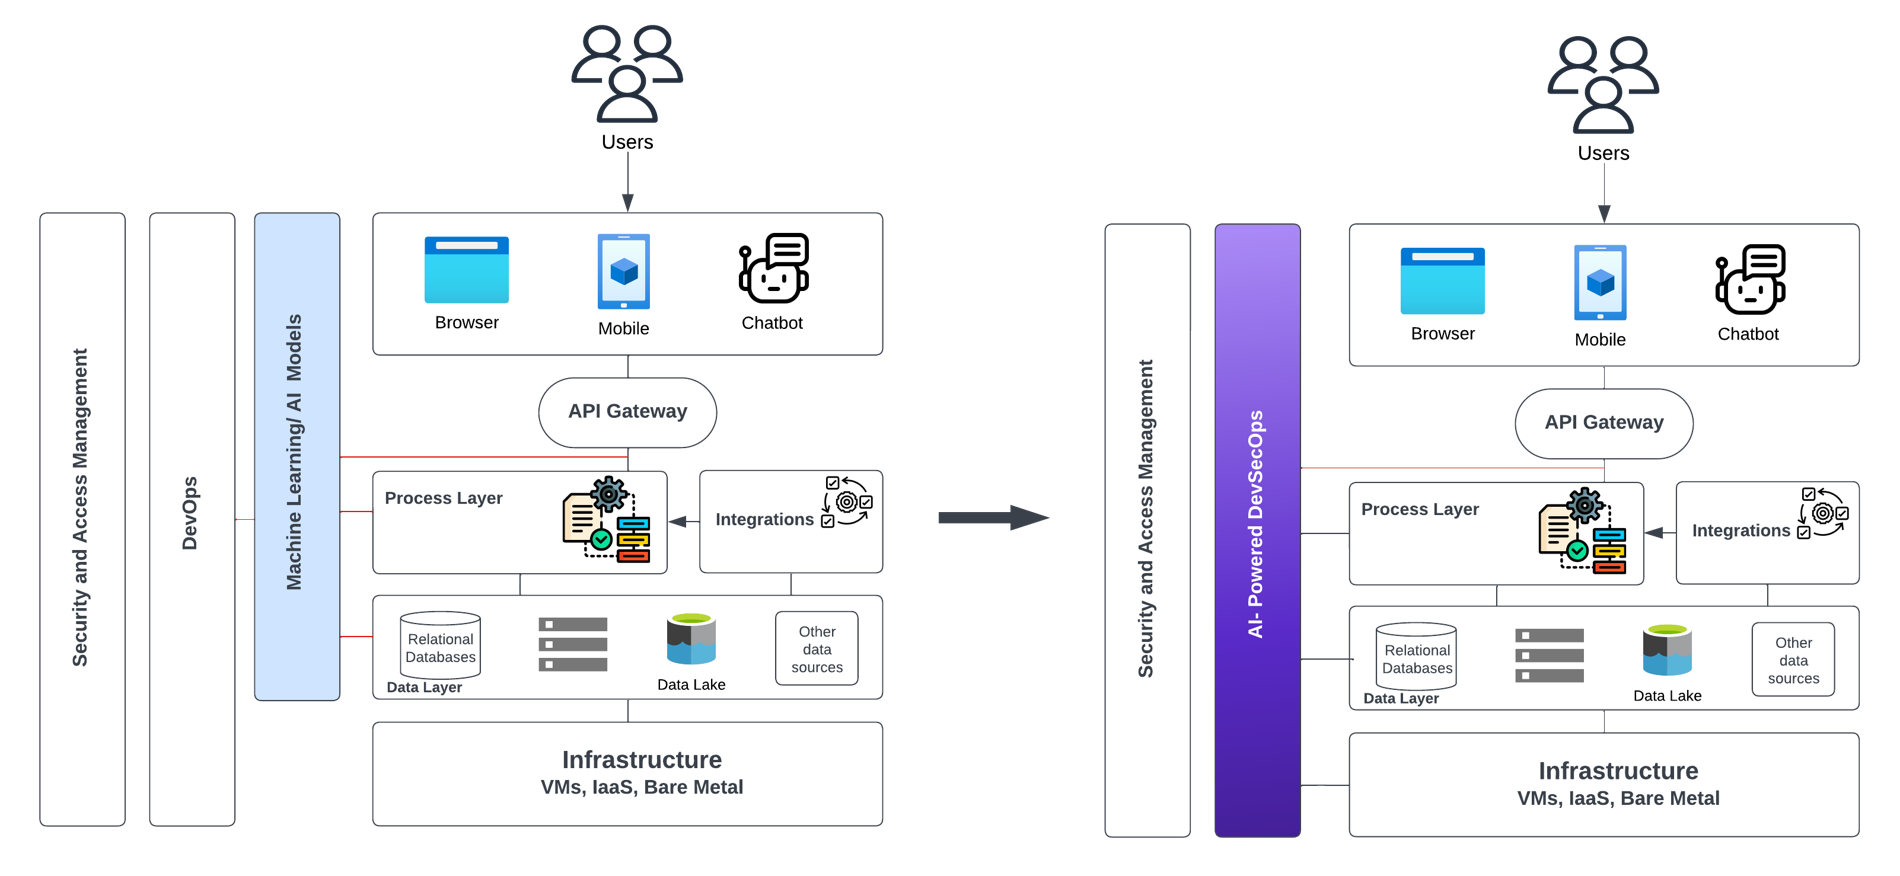 Users
Security and Access Management
DevOps
Machine Learning/ AI  Models
Browser
Mobile
Chatbot
API Gateway
Process Layer
Integrations
Relational
Databases
Data Layer
Data Lake
Other
data
sources
Infrastructure
VMs, IaaS, Bare Metal
Users
Security and Access Management
AI- Powered DevSecOps
Browser
Mobile
Chatbot
API Gateway
Process Layer
Integrations
Relational
Databases
Data Layer
Data Lake
Other
data
sources
Infrastructure
VMs, IaaS, Bare Metal